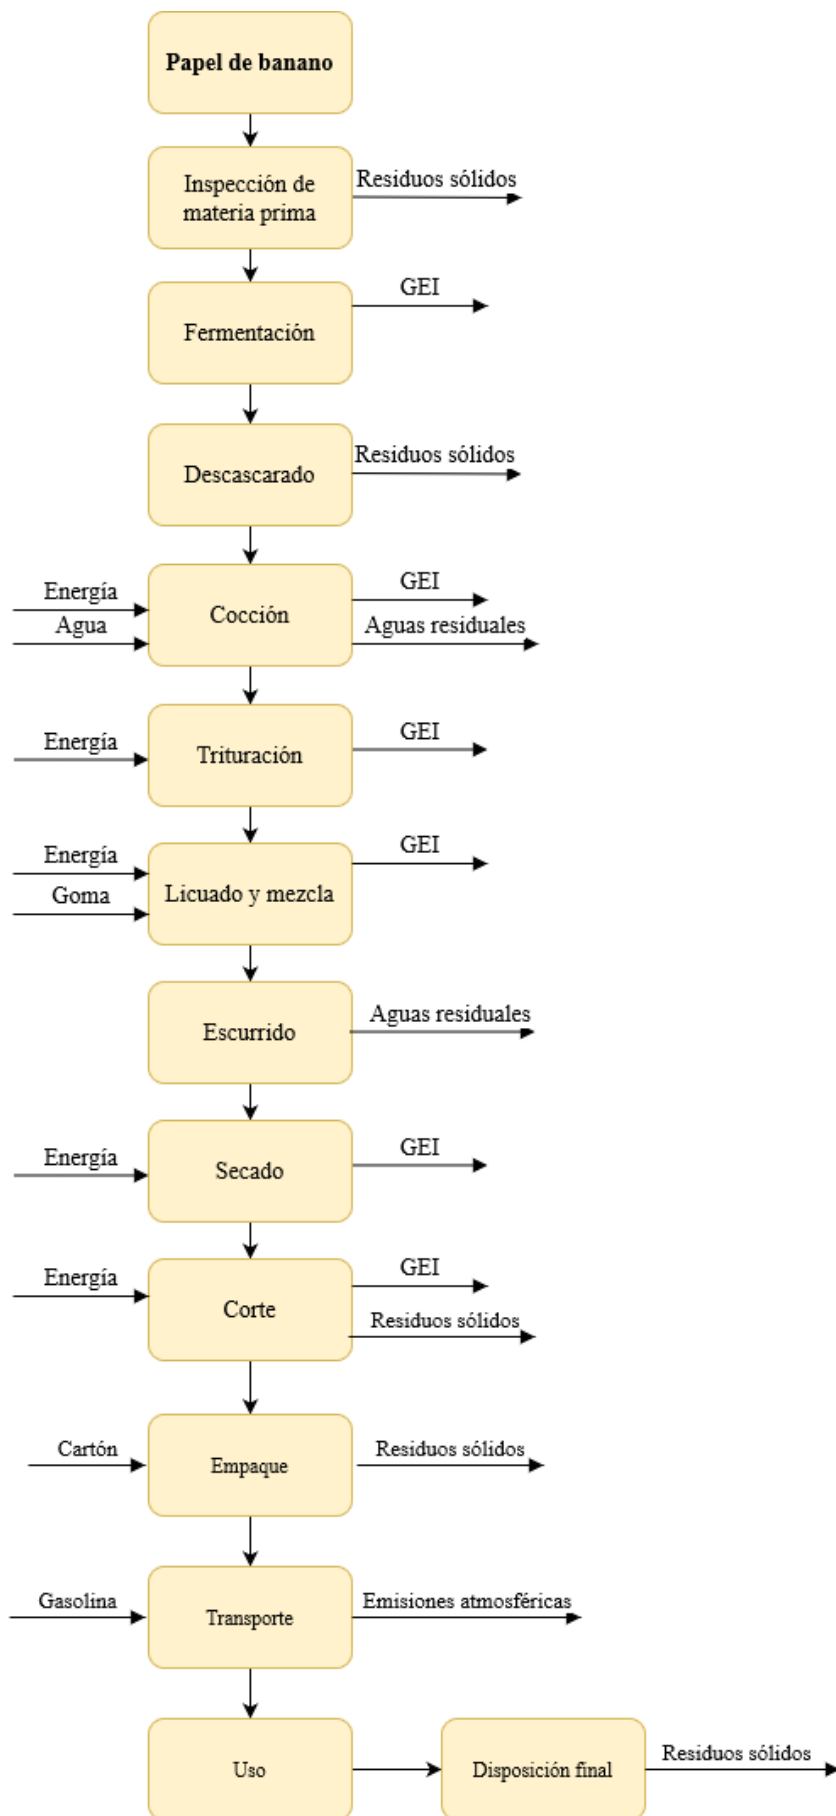 Papel de banano
Inspección de
materia prima
Residuos sólidos
GEI
Fermentación
Descascarado
Residuos sólidos
Energía
Agua
Cocción
GEI
Aguas residuales
Energía
Trituración
GEI
Energía
Goma
Licuado y mezcla
GEI
Escurrido
Aguas residuales
Energía
Secado
GEI
Energía
Corte
GEI
Residuos sólidos
Cartón
Empaque
Residuos sólidos
Gasolina
Transporte
Emisiones atmosféricas
Uso
Disposición final
Residuos sólidos